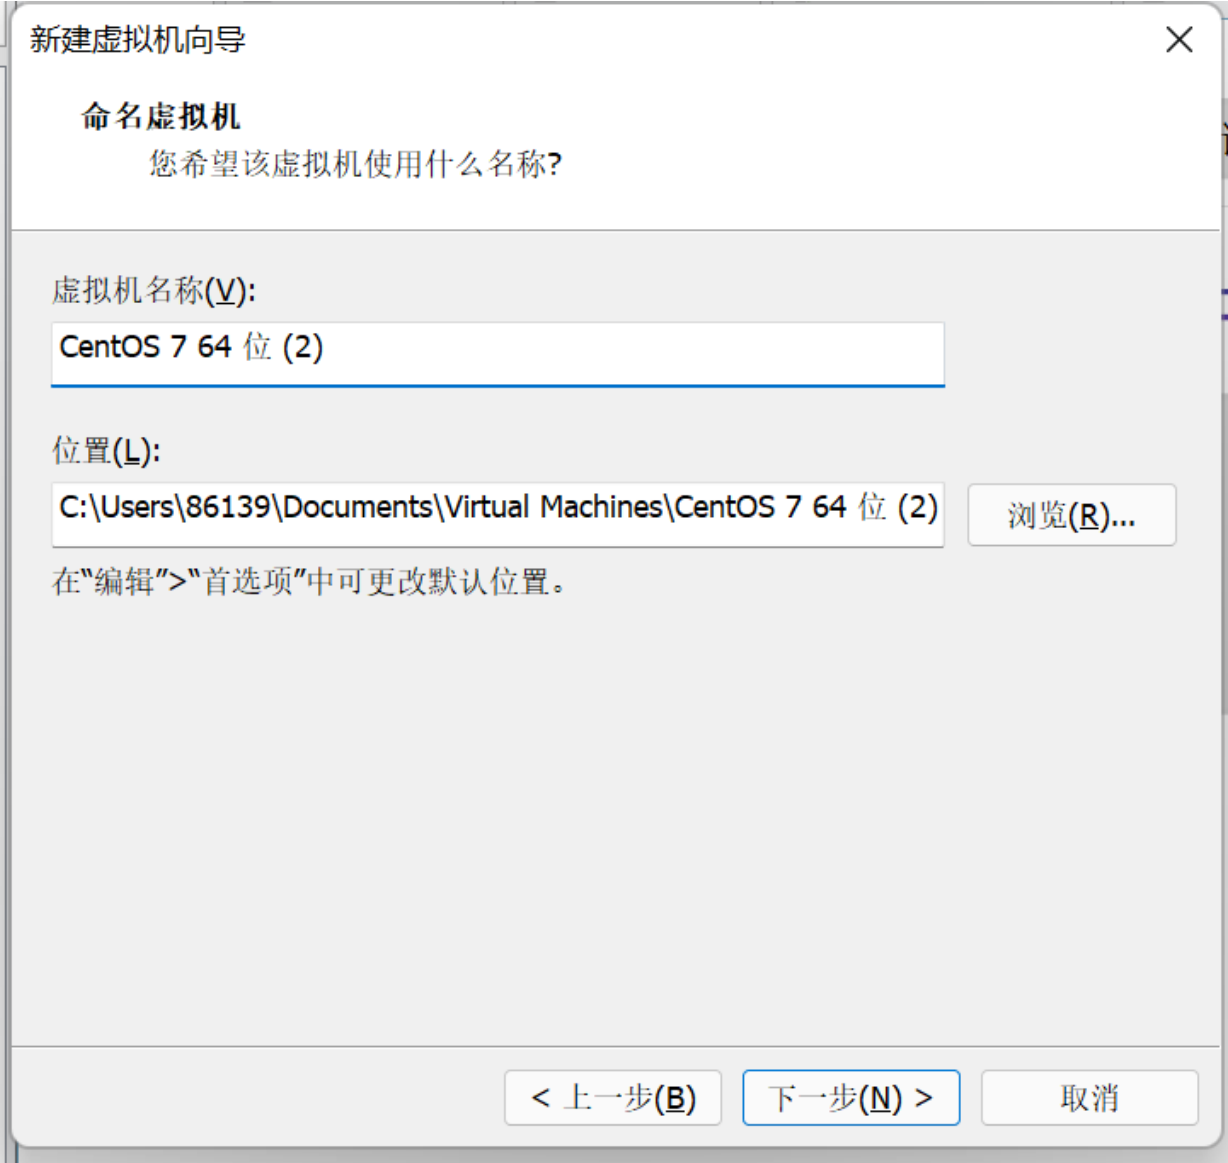 新建虚拟机向导
命名虚拟机
您希望该虚拟机使用什么名称?
虚拟机名称(V):
CentOS 7 64 位 (2)
位置(L):
C:\Users\86139\Documents\Virtual Machines\CentOS 7 64 位 (2)
浏览(R)...
在“编辑”>“首选项”中可更改默认位置。
< 上一步(B)
下一步(N) >
取消